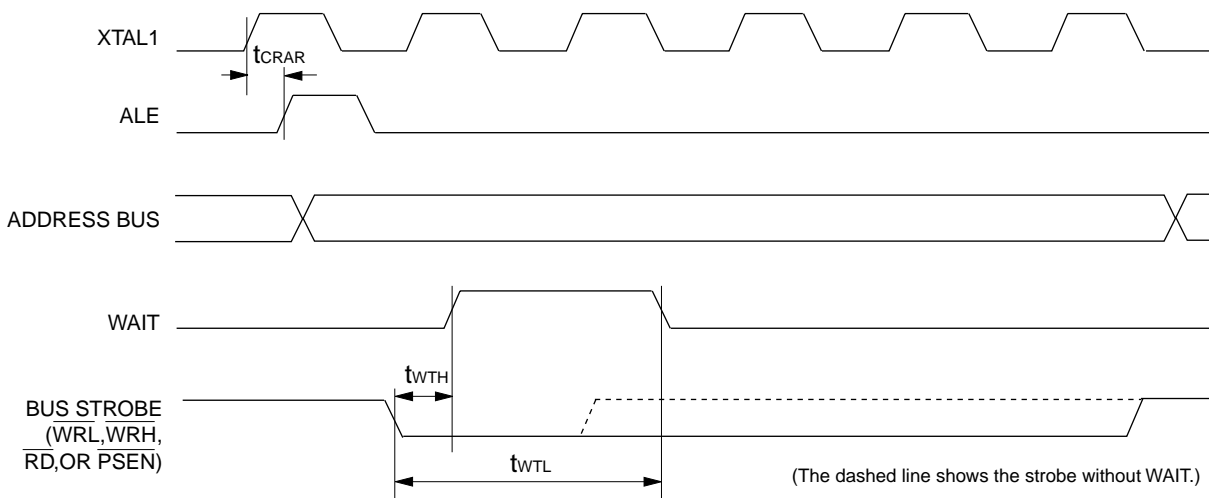 XTAL1
tCRAR
ALE
ADDRESS BUS
WAIT
tWTH
BUS STROBE
(WRL,WRH,
RD,OR PSEN)
tWTL
(The dashed line shows the strobe without WAIT.)